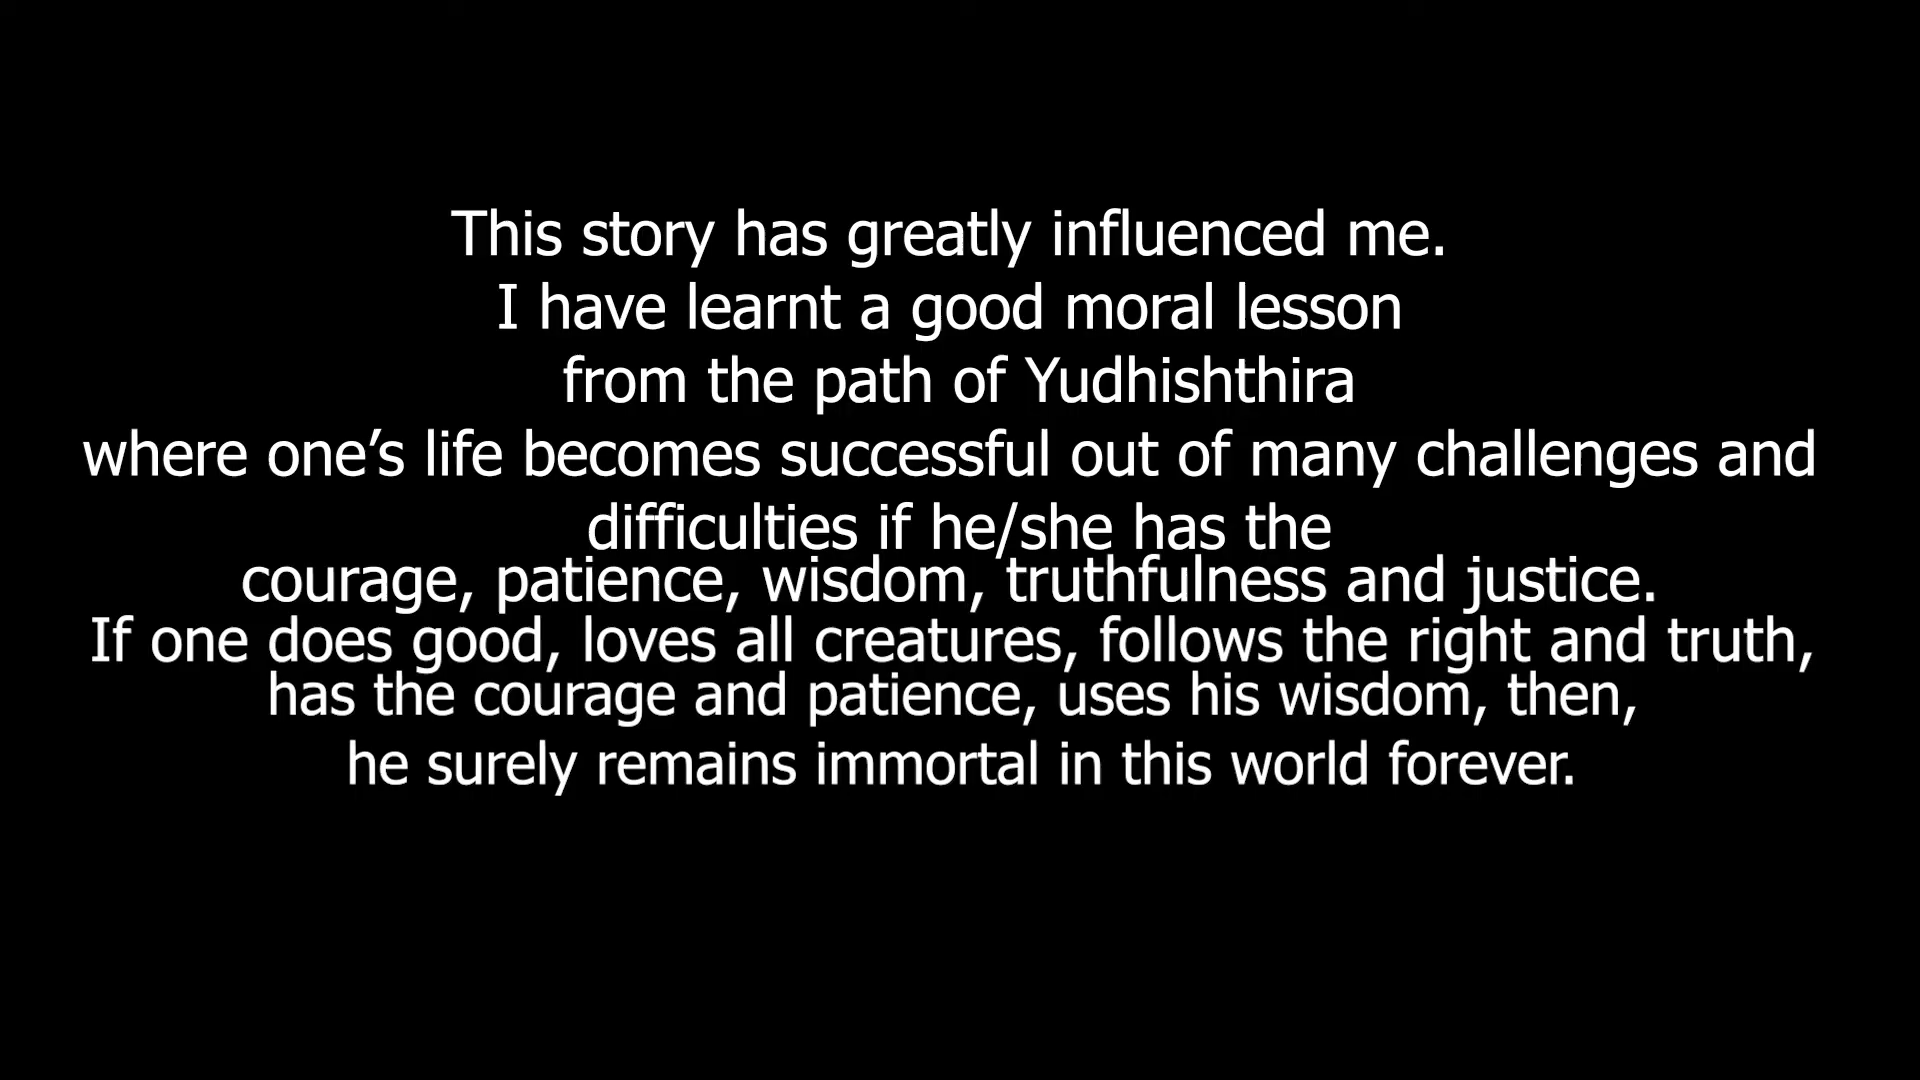 This story has greatly influenced me.
I have learnt a good moral lesson
from the path of Yudhishthira
where one’s life becomes successful out of many challenges and
difficulties if he/she has the
courage, patience, wisdom, truthfulness and justice.
If one does good, loves all creatures, follows the right and truth,
has the courage and patience, uses his wisdom, then,
he surely remains immortal in this world forever.